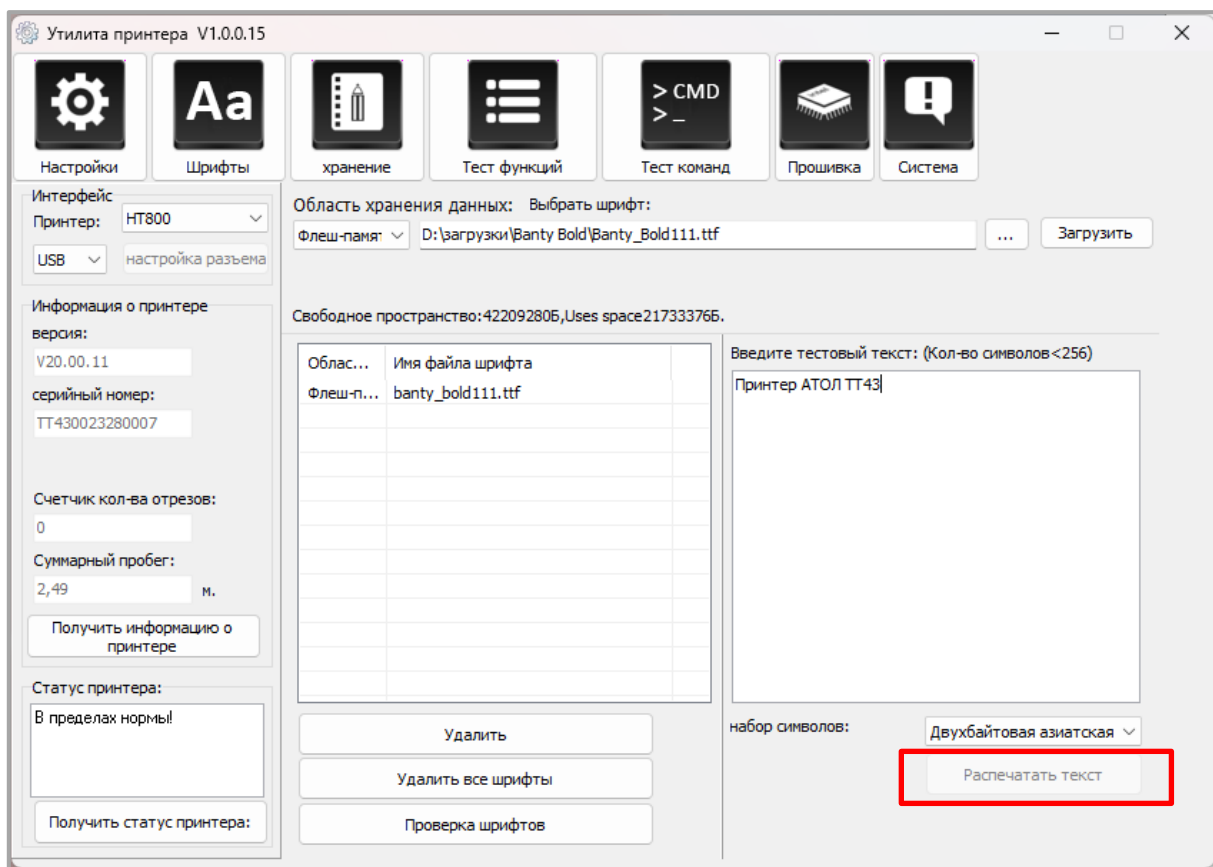 Утилита принтера V1.0.0.15
Aa
> CMD
>_
Настройки
Шрифты
хранение
Тест функций
Тест команд
Прошивка
Система
Интерфейс
Принтер:
HT800
USB
настройка разъема
Информация о принтере
версия:
V20.00.11
серийный номер:
TT430023280007
Счетчик кол-ва отрезов:
0
Суммарный пробег:
2,49
м.
Получить информацию о
принтере
Статус принтера:
В пределах нормы!
Получить статус принтера:
Область хранения данных: Выбрать шрифт:
Флеш-памят
D:\загрузки\Banty Bold\Banty_Bold111.ttf
...
Загрузить
Свободное пространство:42209280Б,Uses space21733376Б.
Облас...
Имя файла шрифта
Флеш-п...
banty_bold111.ttf
Удалить
Удалить все шрифты
Проверка шрифтов
Введите тестовый текст: (Кол-во символов<256)
Принтер АТОЛ ТТ43
набор символов:
Двухбайтовая азиатская
Распечатать текст